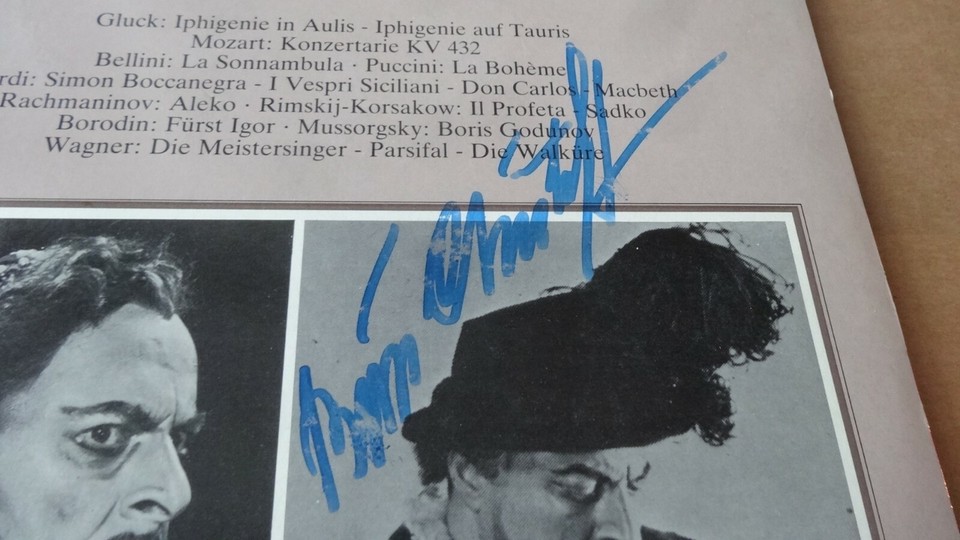 Gluck: Iphigenie in Aulis - Iphigenie auf Tauris
Mozart: Konzertarie KV 432
Bellini: La Sonnambula · Puccini: La Bohème
rdi: Simon Boccanegra - I Vespri Siciliani - Don Carlos - Macbeth
Rachmaninov: Aleko · Rimskij-Korsakow: Il Profeta - Sadko
Borodin: Fürst Igor · Mussorgsky: Boris Godunov
Wagner: Die Meistersinger - Parsifal - Die Walküre